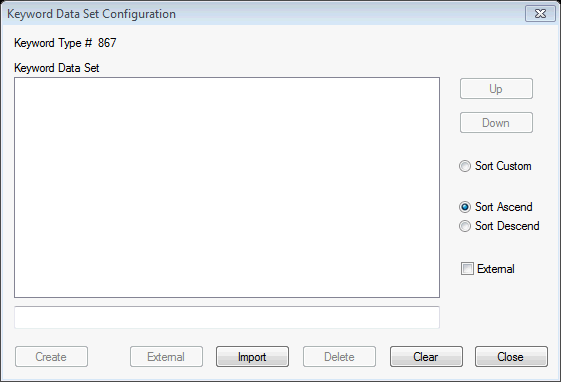 Keyword Data Set Configuration
Keyword Type # 867
Keyword Data Set
Up
Down
Sort Custom
Sort Ascend
Sort Descend
External
Create
External
Import
Delete
Clear
Close